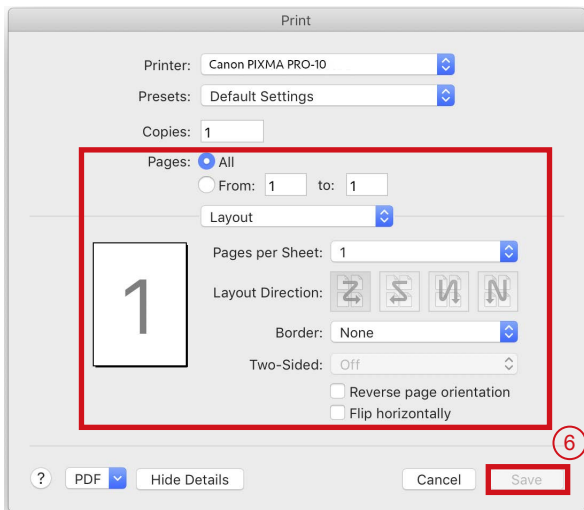 Print
Printer: Canon PIXMA PRO-10
Presets: Default Settings
Copies: 1
Pages: All
From: 1 to: 1
Layout
Pages per Sheet: 1
1
Layout Direction:
Border: None
Two-Sided: Off
Reverse page orientation
Flip horizontally
6
? PDF Hide Details Cancel Save